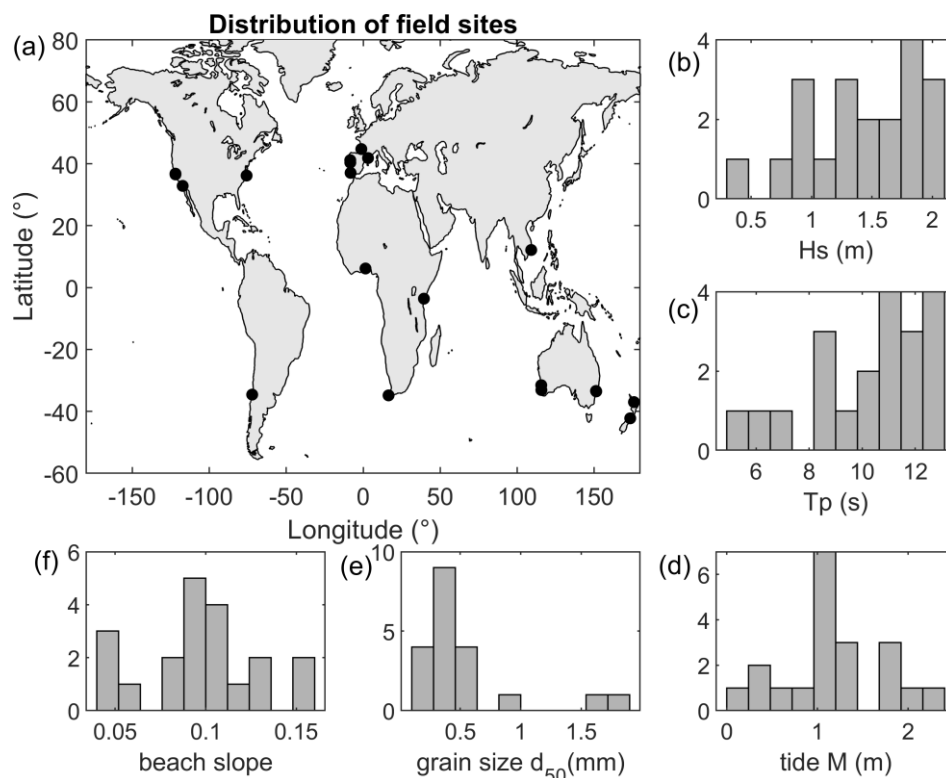 Distribution of field sites
(a)
80
60
40
20
0
-20
-40
-60
Latitude (°)
-150 -100 -50 0 50 100 150
Longitude (°)
(b)
4
2
0
0.5 1 1.5 2
Hs (m)
(c)
4
2
0
6 8 10 12
Tp (s)
(f)
6
4
2
0
0.05 0.1 0.15
beach slope
(e)
10
5
0
0.5 1 1.5
grain size d50(mm)
(d)
6
4
2
0
0 1 2
tide M (m)